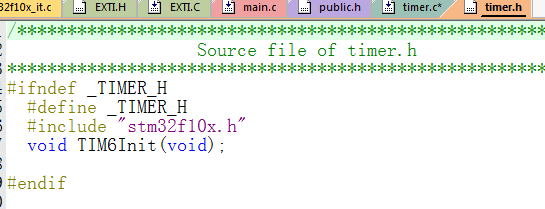 32f10x_it.c EXTI.H EXTI.C main.c public.h timer.c* timer.h
/*****************************************************
Source file of timer.h
*****************************************************
#ifndef _TIMER_H
#define _TIMER_H
#include "stm32f10x.h"
void TIM6Init(void);
#endif